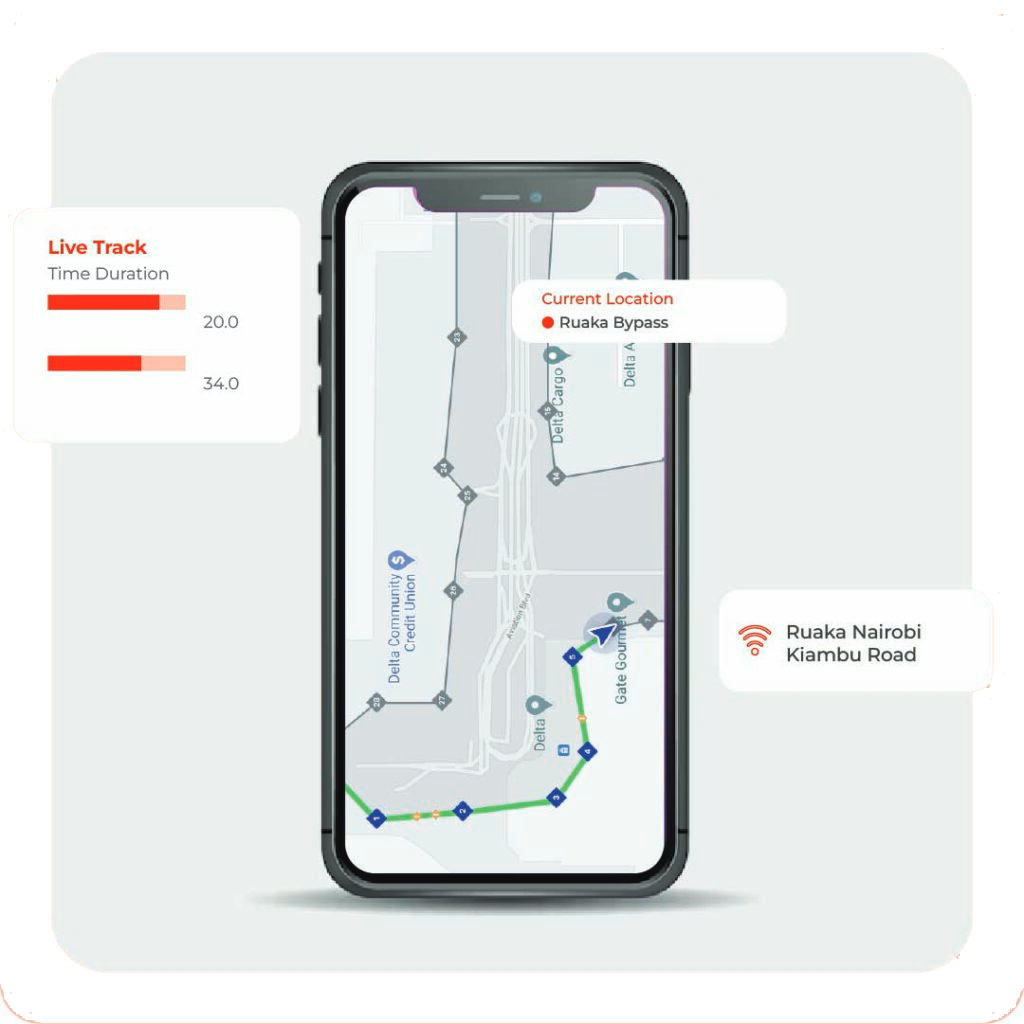 Live Track
Time Duration
20.0
34.0
Current Location
Ruaka Bypass
Delta A
Delta Cargo
23
24
25
15
14
Delta Community
Credit Union
Aviation Blvd
27
Gate Gourmet
7
5
Delta
4
3
2
1
Ruaka Nairobi
Kiambu Road